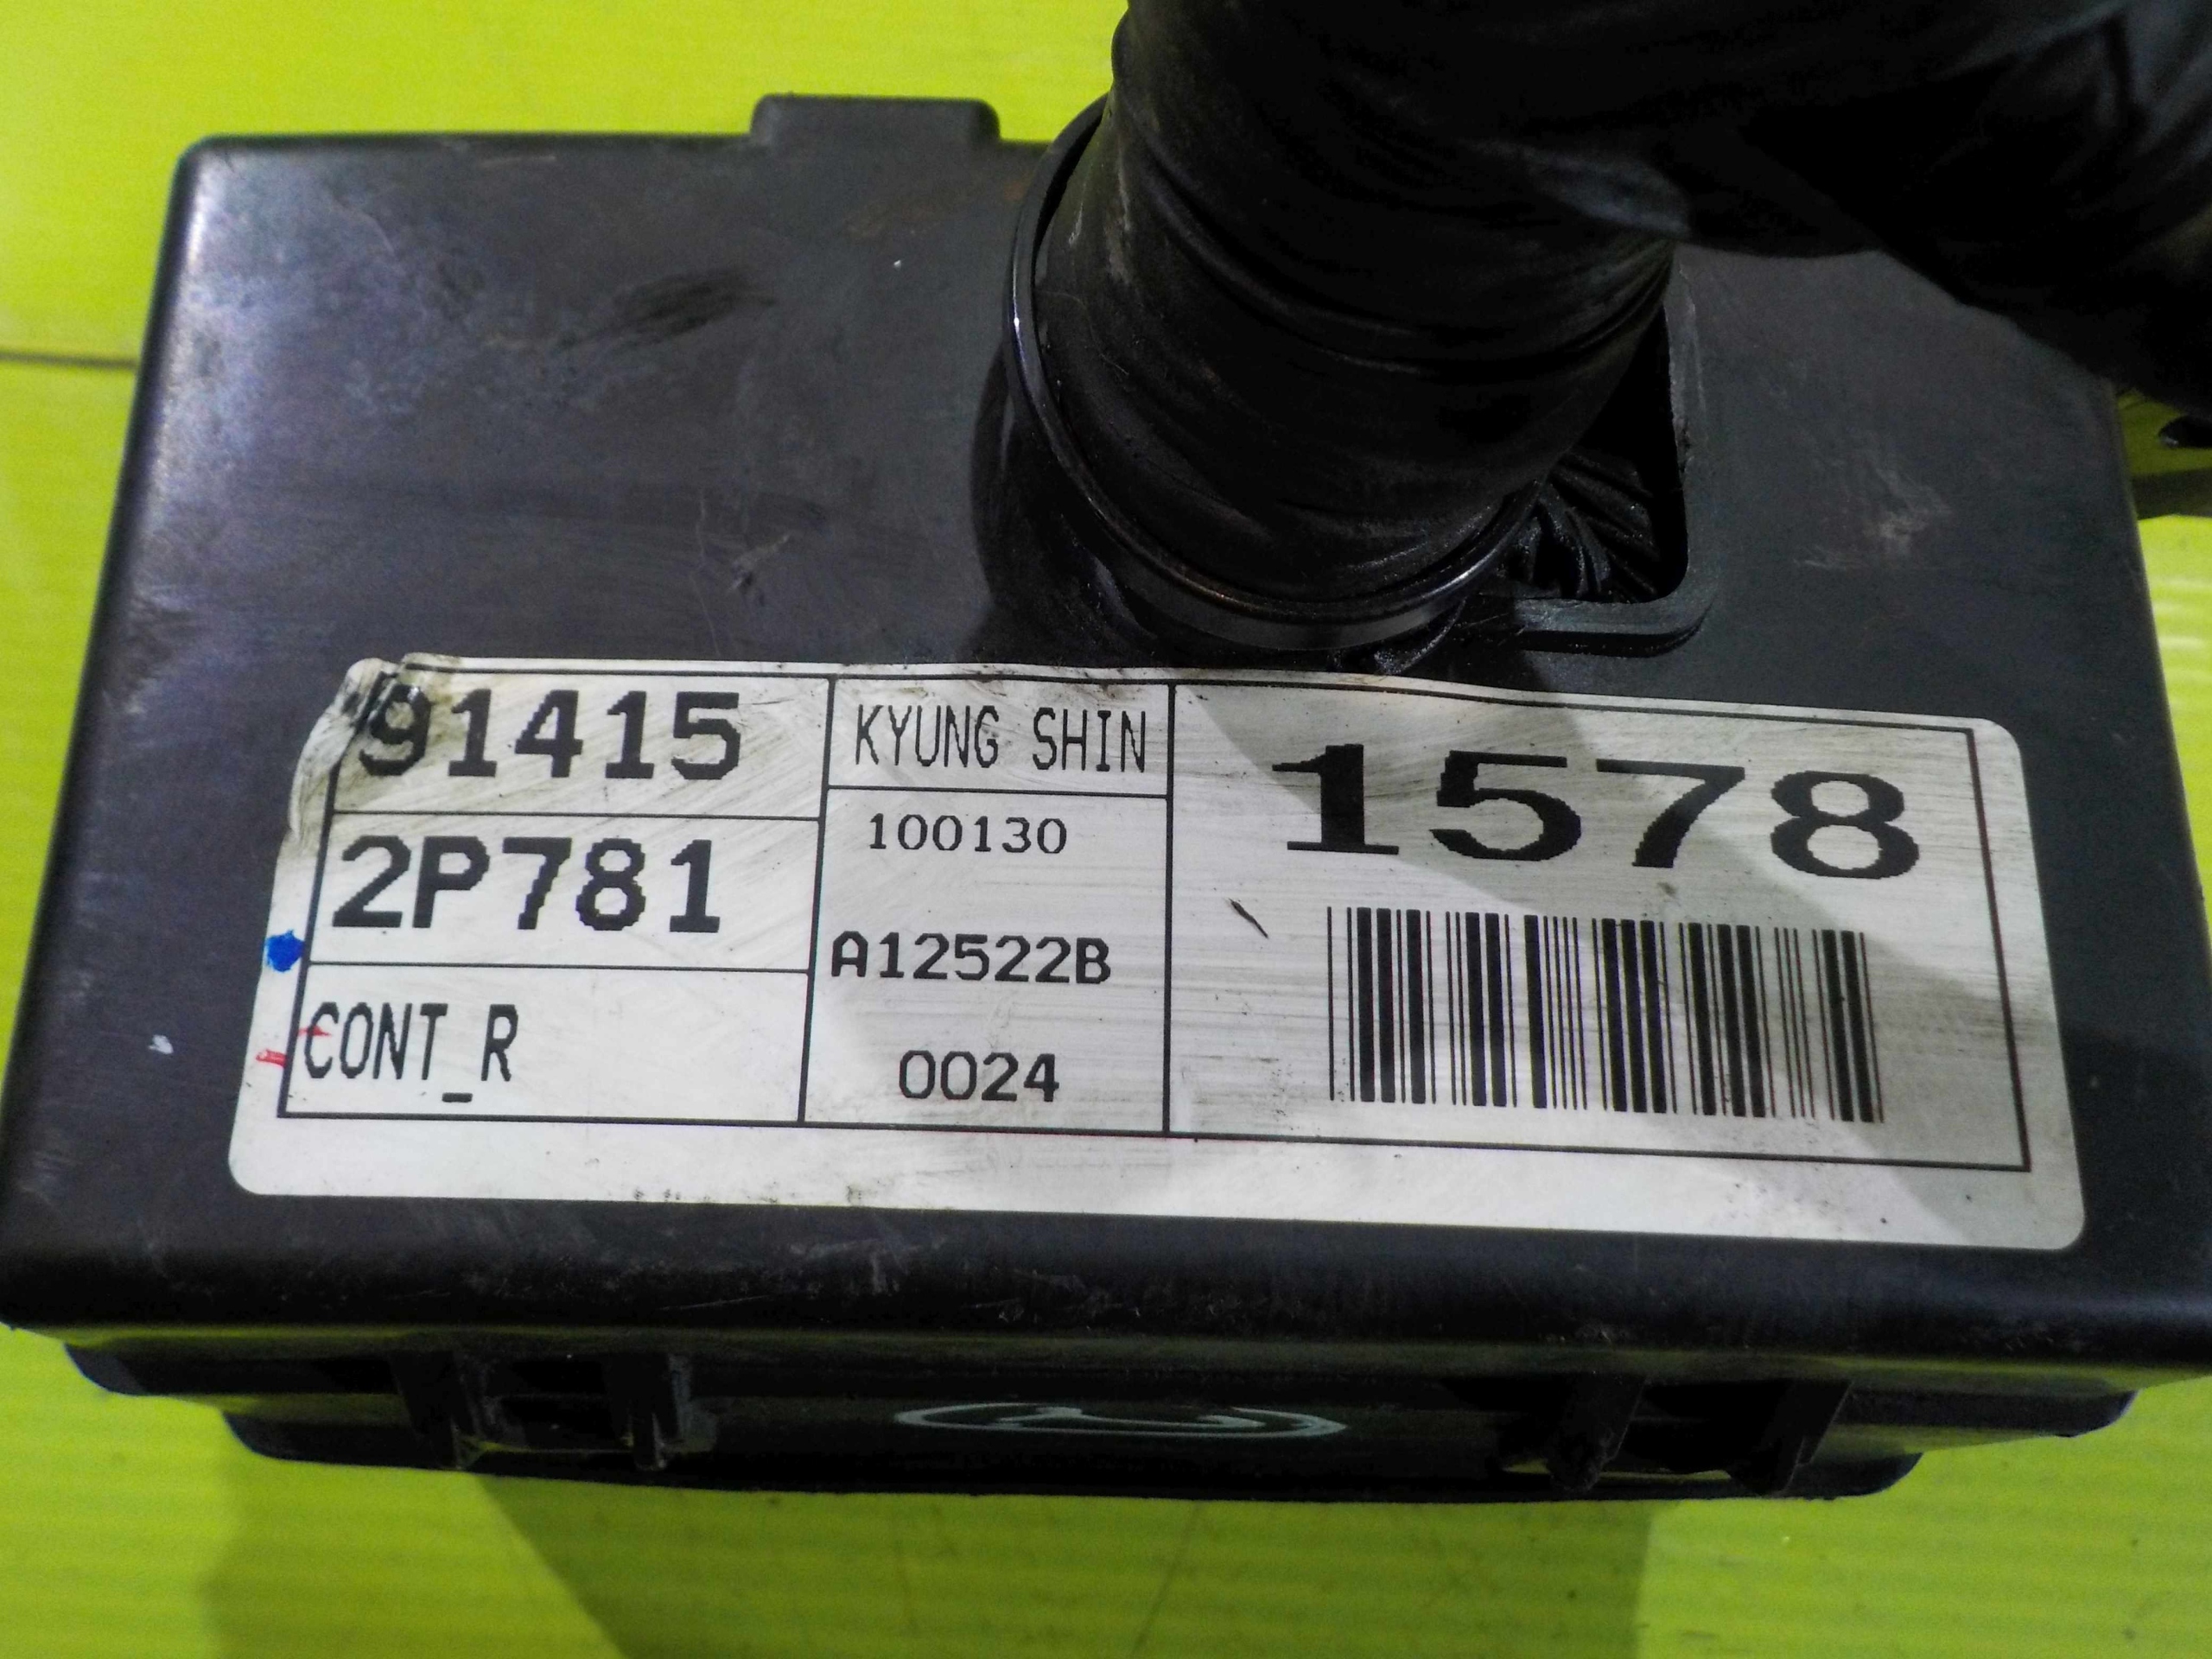 91415
2P781
CONT_R
KYUNG SHIN
100130
A12522B
0024
1578